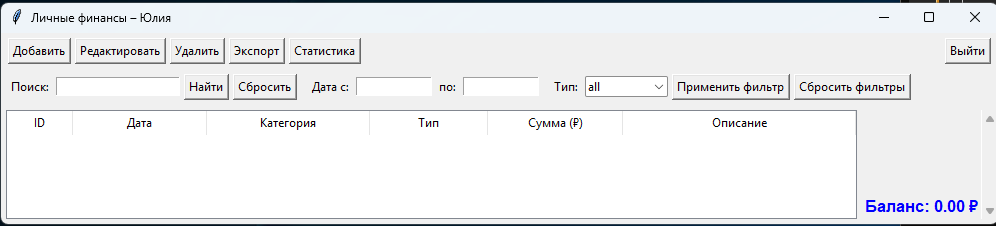 Личные финансы – Юлия
Добавить Редактировать Удалить Экспорт Статистика Выйти
Поиск: Найти Сбросить Дата с: по: Тип: all Применить фильтр Сбросить фильтры
ID Дата Категория Тип Сумма (₽) Описание
Баланс: 0.00 ₽